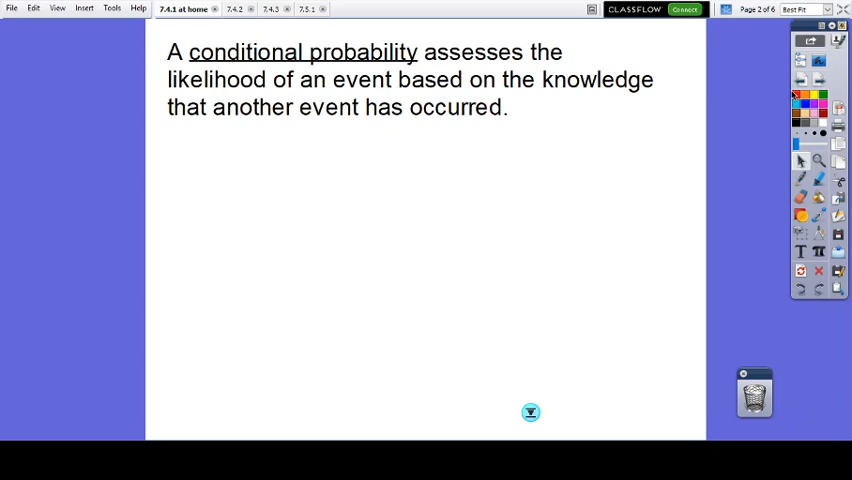 File Edit View Insert Tools Help 7.4.1 at home 7.4.2 7.4.3 7.5.1 CLASSFLOW Connect Page 2 of 6 Best Fit
A conditional probability assesses the
likelihood of an event based on the knowledge
that another event has occurred.